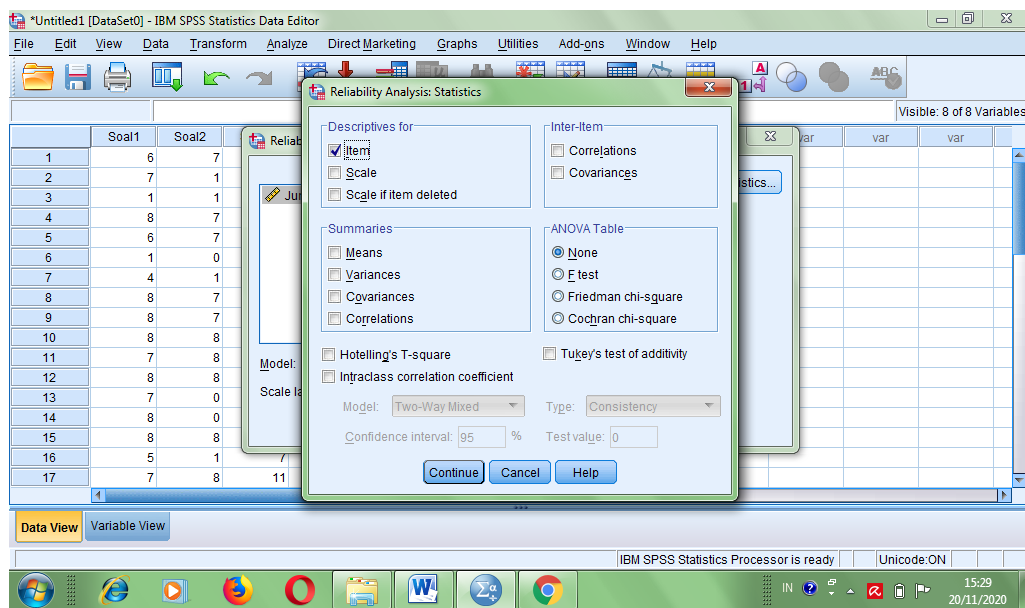 *Untitled1 [DataSet0] - IBM SPSS Statistics Data Editor
File Edit View Data Transform Analyze Direct Marketing Graphs Utilities Add-ons Window Help
Visible: 8 of 8 Variables
Soal1 Soal2 var var var
1 6 7
2 7 1
3 1 1
4 8 7
5 6 7
6 1 0
7 4 1
8 8 7
9 8 7
10 8 8
11 7 8
12 8 8
13 7 0
14 8 0
15 8 8
16 5 1 7
17 7 8 11
Model:
Reliability Analysis: Statistics
Descriptives for
Item
Scale
Scale if item deleted
Inter-Item
Correlations
Covariances
Summaries
Means
Variances
Covariances
Correlations
ANOVA Table
None
F test
Friedman chi-square
Cochran chi-square
Hotelling's T-square
Tukey's test of additivity
Intraclass correlation coefficient
Model: Two-Way Mixed Type: Consistency
Confidence interval: 95 % Test value: 0
Continue Cancel Help
Data View Variable View
IBM SPSS Statistics Processor is ready Unicode:ON
IN 15:29
20/11/2020